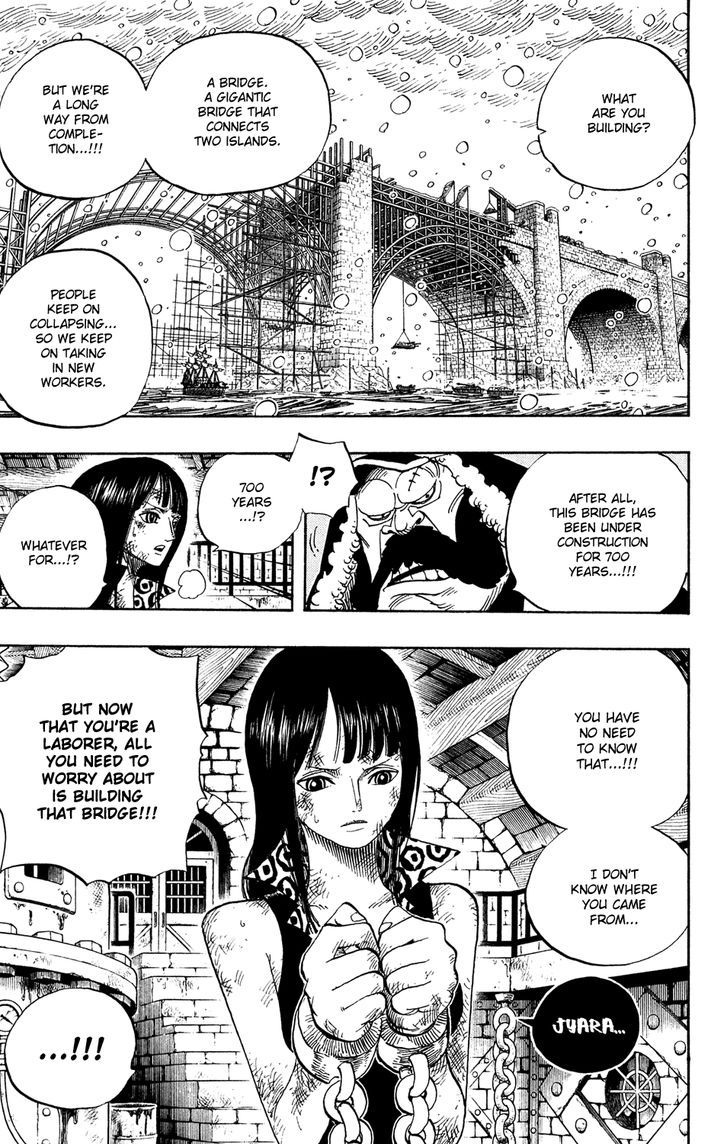 WHAT
ARE YOU
BUILDING?
A BRIDGE.
A GIGANTIC
BRIDGE THAT
CONNECTS
TWO ISLANDS.
BUT WE'RE
A LONG
WAY FROM
COMPLE-
TION...!!!
PEOPLE
KEEP ON
COLLAPSING...
SO WE KEEP
ON TAKING
IN NEW
WORKERS.
AFTER ALL,
THIS BRIDGE HAS
BEEN UNDER
CONSTRUCTION
FOR 700
YEARS...!!!
!?
700
YEARS
...!?
WHATEVER
FOR...!?
YOU HAVE
NO NEED
TO KNOW
THAT...!!!
I DON'T
KNOW WHERE
YOU CAME
FROM...
BUT NOW
THAT YOU'RE A
LABORER, ALL
YOU NEED TO
WORRY ABOUT
IS BUILDING
THAT BRIDGE!!!
JYARA...
...!!!